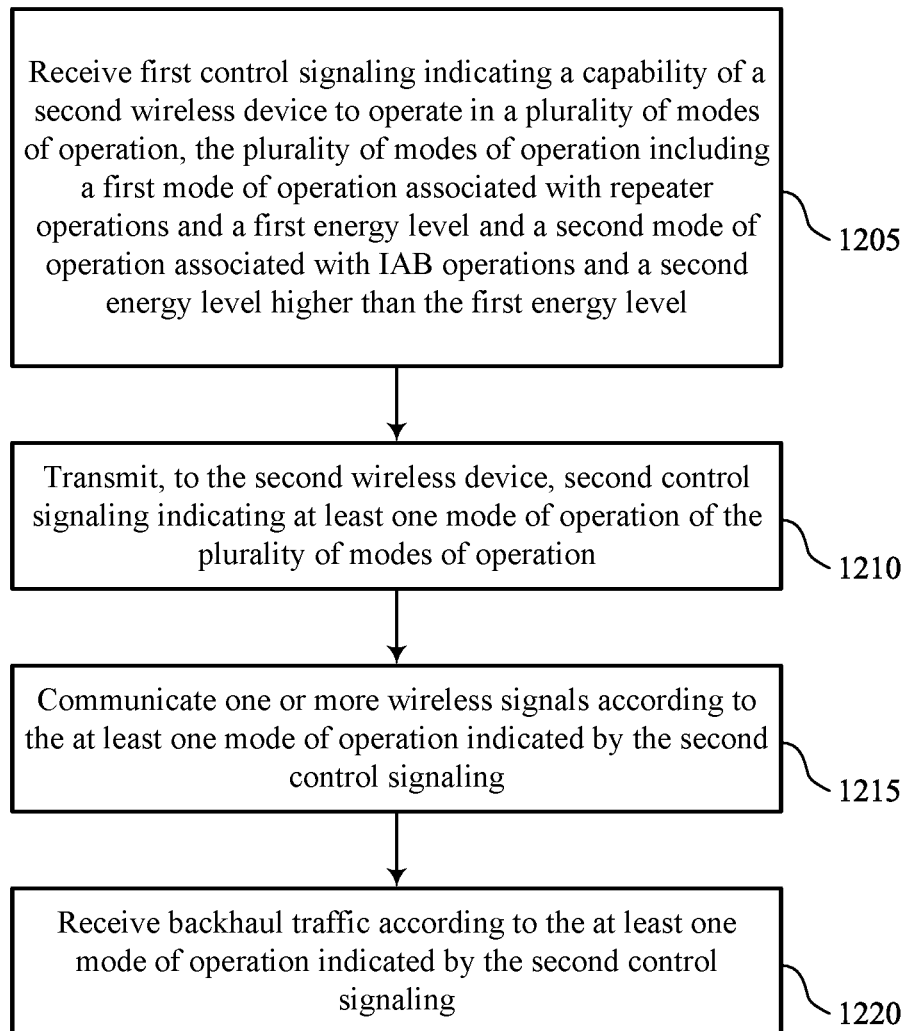 Receive first control signaling indicating a capability of a
second wireless device to operate in a plurality of modes
of operation, the plurality of modes of operation including
a first mode of operation associated with repeater
operations and a first energy level and a second mode of
operation associated with IAB operations and a second
energy level higher than the first energy level
1205
Transmit, to the second wireless device, second control
signaling indicating at least one mode of operation of the
plurality of modes of operation
1210
Communicate one or more wireless signals according to
the at least one mode of operation indicated by the second
control signaling
1215
Receive backhaul traffic according to the at least one
mode of operation indicated by the second control
signaling
1220